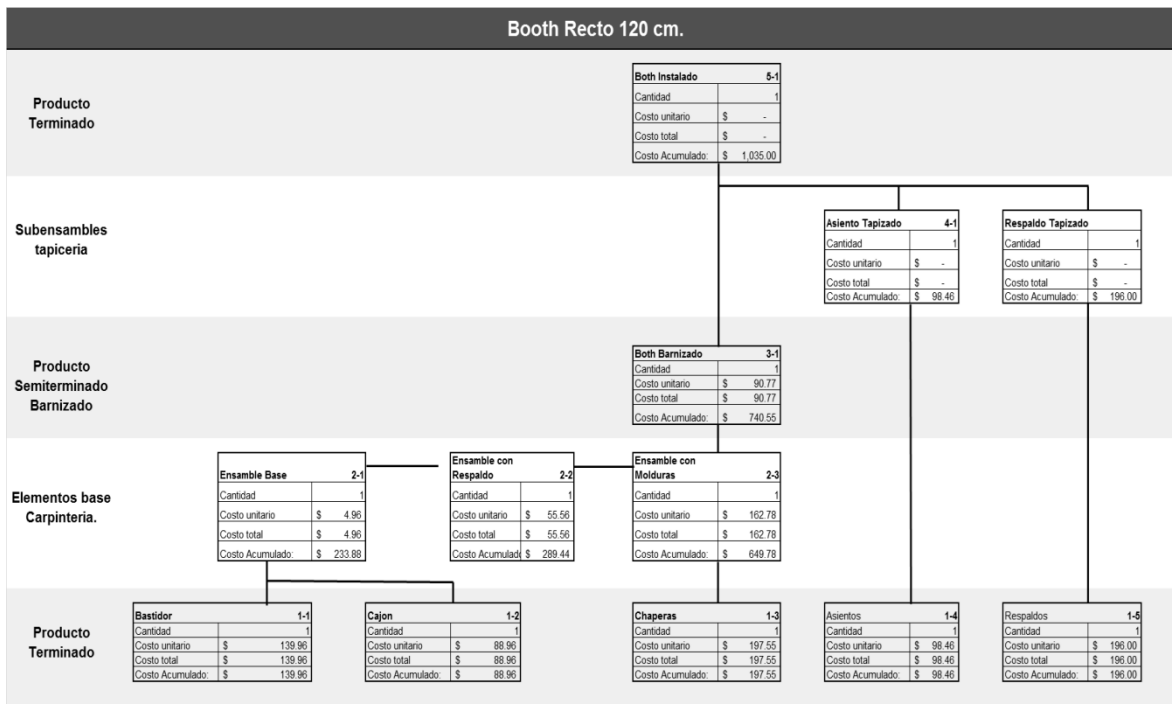 Booth Recto 120 cm.
Producto
Terminado
Both Instalado 5-1
Cantidad 1
Costo unitario $ -
Costo total $ -
Costo Acumulado: $ 1,035.00
Subensambles
tapiceria
Asiento Tapizado 4-1
Cantidad 1
Costo unitario $ -
Costo total $ -
Costo Acumulado: $ 98.46
Respaldo Tapizado
Cantidad 1
Costo unitario $ -
Costo total $ -
Costo Acumulado: $ 196.00
Producto
Semiterminado
Barnizado
Both Barnizado 3-1
Cantidad 1
Costo unitario $ 90.77
Costo total $ 90.77
Costo Acumulado: $ 740.55
Elementos base
Carpinteria.
Ensamble Base 2-1
Cantidad 1
Costo unitario $ 4.96
Costo total $ 4.96
Costo Acumulado: $ 233.88
Ensamble con
Respaldo 2-2
Cantidad 1
Costo unitario $ 55.56
Costo total $ 55.56
Costo Acumulad $ 289.44
Ensamble con
Molduras 2-3
Cantidad 1
Costo unitario $ 162.78
Costo total $ 162.78
Costo Acumulado: $ 649.78
Producto
Terminado
Bastidor 1-1
Cantidad 1
Costo unitario $ 139.96
Costo total $ 139.96
Costo Acumulado: $ 139.96
Cajon 1-2
Cantidad 1
Costo unitario $ 88.96
Costo total $ 88.96
Costo Acumulado: $ 88.96
Chaperas 1-3
Cantidad 1
Costo unitario $ 197.55
Costo total $ 197.55
Costo Acumulado: $ 197.55
Asientos 1-4
Cantidad 1
Costo unitario $ 98.46
Costo total $ 98.46
Costo Acumulado: $ 98.46
Respaldos 1-5
Cantidad 1
Costo unitario $ 196.00
Costo total $ 196.00
Costo Acumulado: $ 196.00